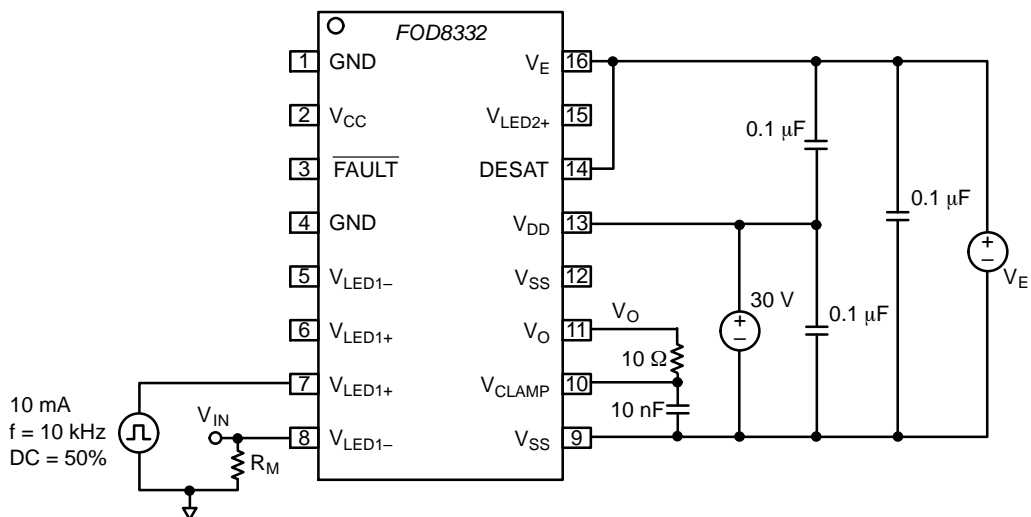 FOD8332
1 GND
2 VCC
3 FAULT
4 GND
5 VLED1–
6 VLED1+
7 VLED1+
8 VLED1–
VE 16
VLED2+ 15
DESAT 14
VDD 13
VSS 12
VO 11
VCLAMP 10
VSS 9
10 mA
f = 10 kHz
DC = 50%
VIN
RM
VO
10 Ω
10 nF
30 V
+
–
0.1 μF
0.1 μF
0.1 μF
+
–
VE